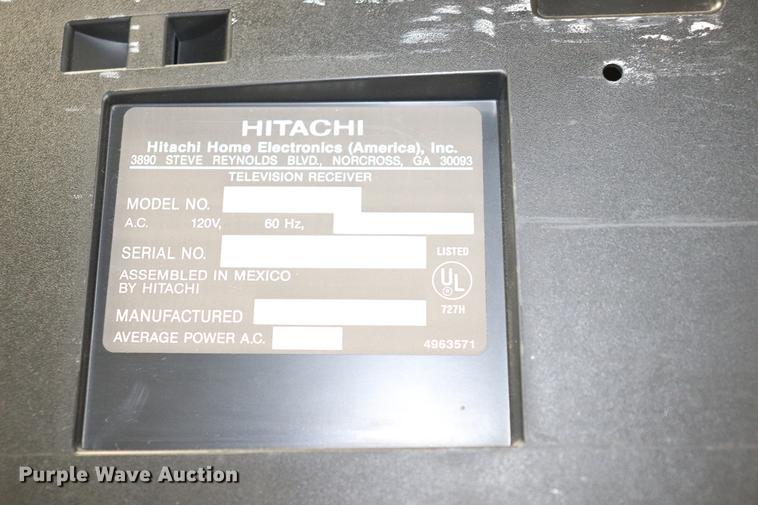 HITACHI
Hitachi Home Electronics (America), Inc.
3890 STEVE REYNOLDS BLVD., NORCROSS, GA 30093
TELEVISION RECEIVER
MODEL NO.
A.C. 120V, 60 Hz,
SERIAL NO.
LISTED
UL
®
727H
ASSEMBLED IN MEXICO
BY HITACHI
MANUFACTURED
AVERAGE POWER A.C.
4963571
Purple Wave Auction